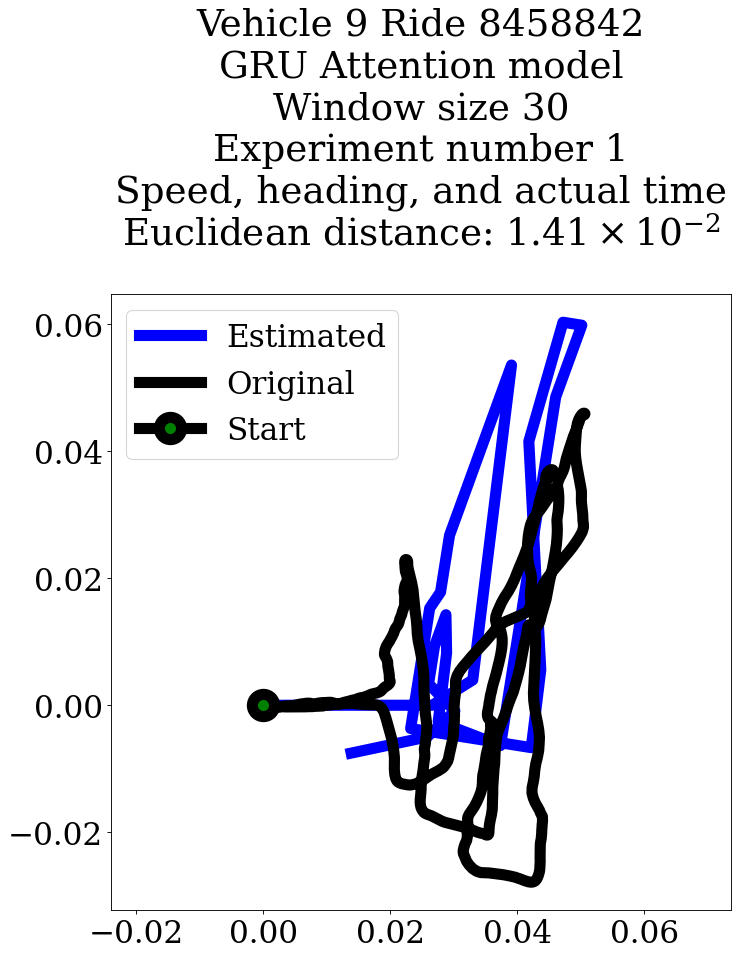 Vehicle 9 Ride 8458842
GRU Attention model
Window size 30
Experiment number 1
Speed, heading, and actual time
Euclidean distance: 1.41 × 10⁻²
Estimated
Original
Start
0.06
0.04
0.02
0.00
−0.02
−0.02 0.00 0.02 0.04 0.06